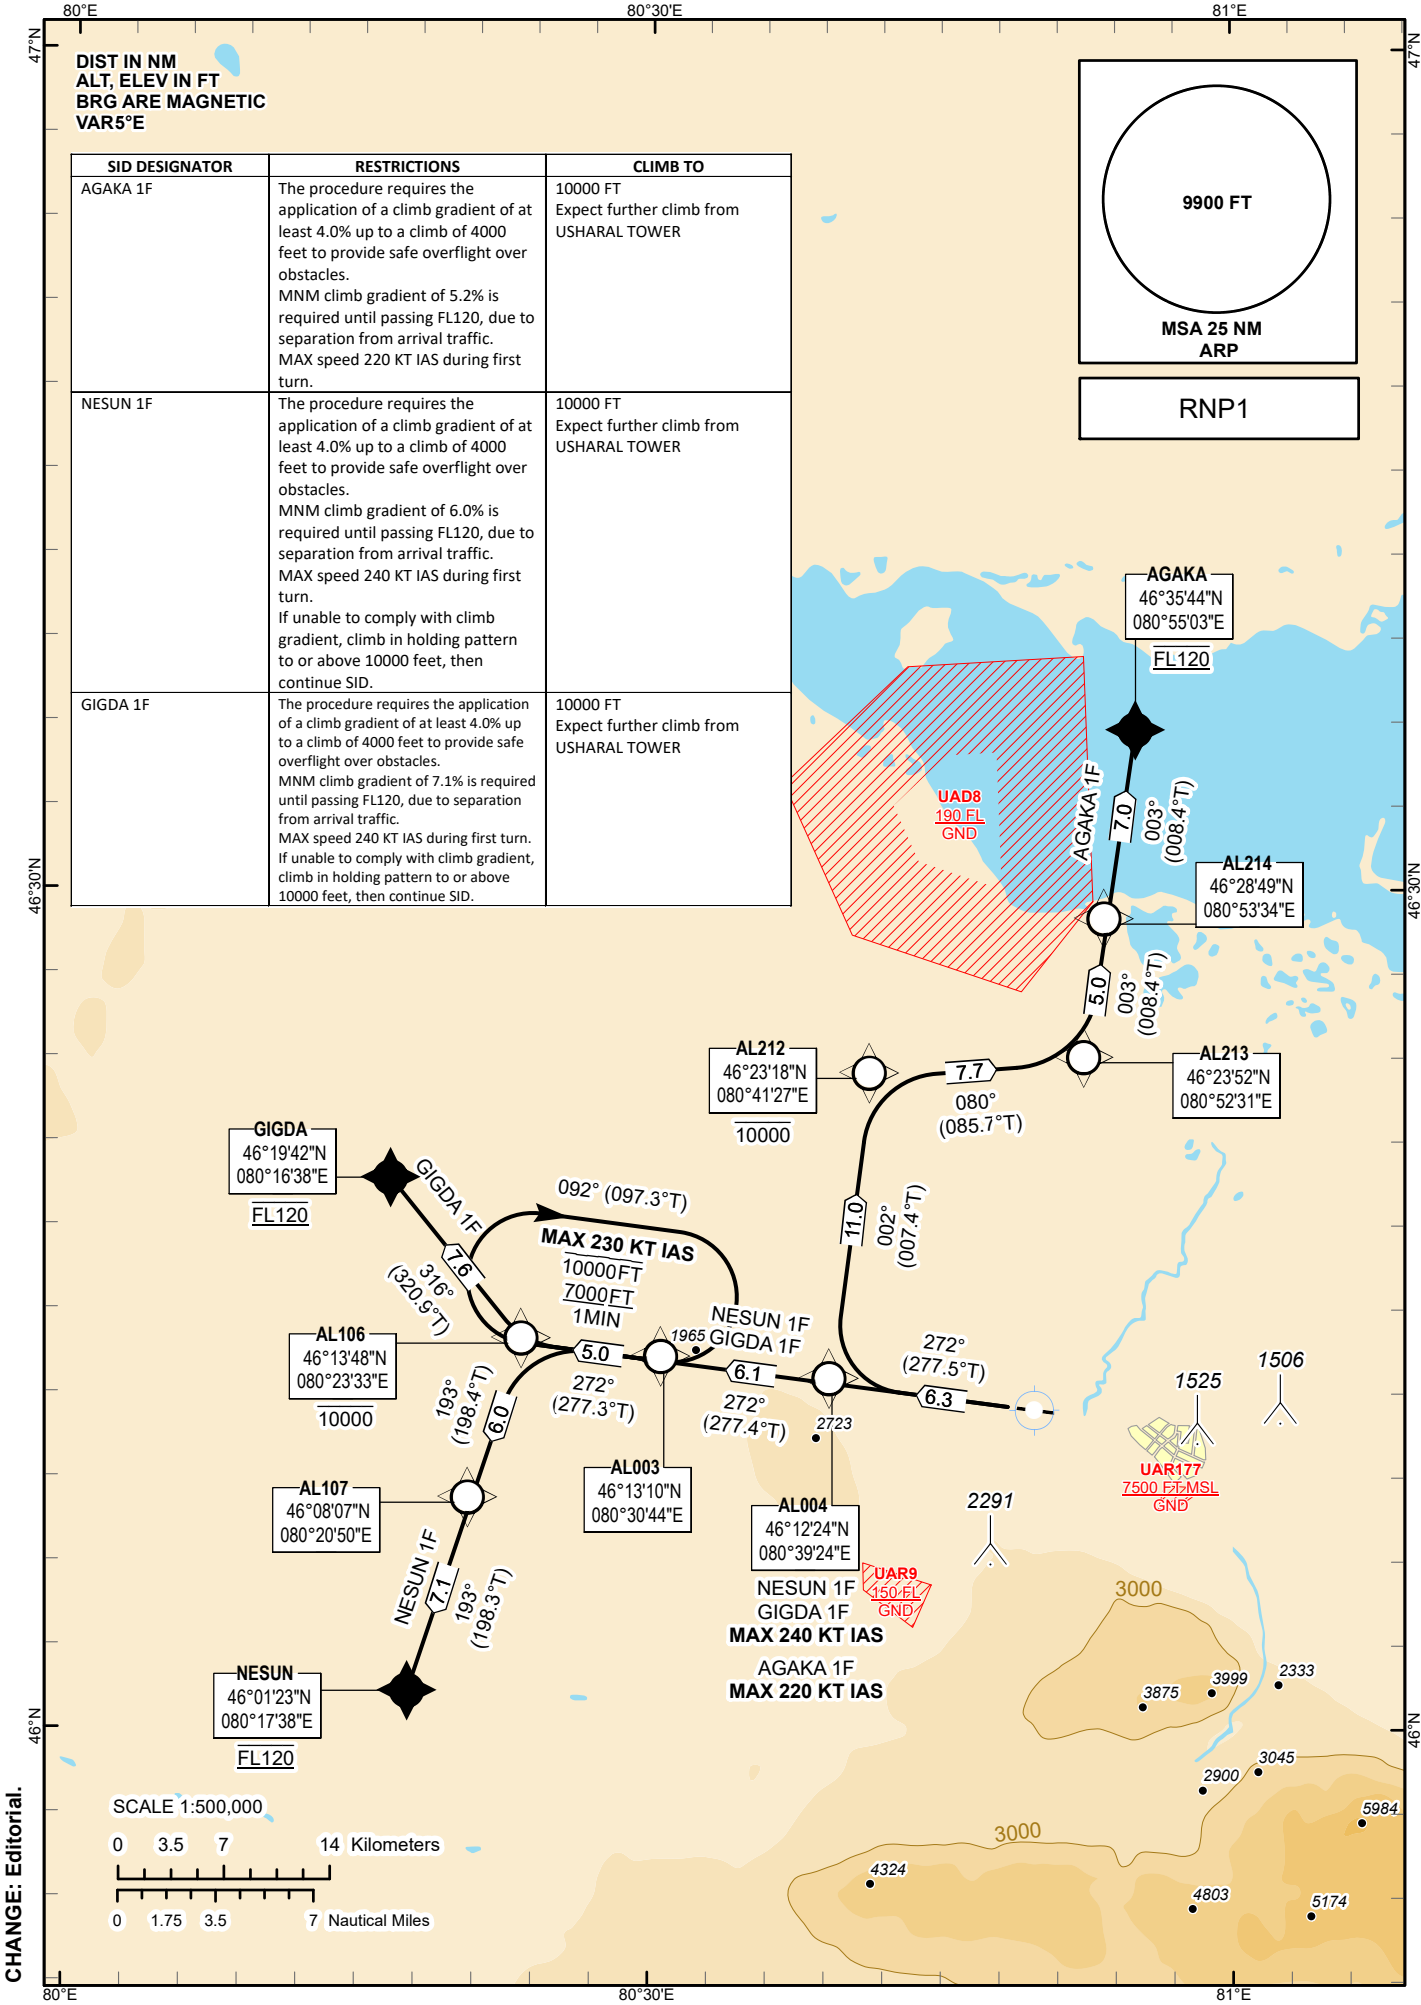 80°E
80°30'E
81°E
47°N
47°N
DIST IN NM
ALT, ELEV IN FT
BRG ARE MAGNETIC
VAR5°E
SID DESIGNATOR
RESTRICTIONS
CLIMB TO
AGAKA 1F
The procedure requires the
application of a climb gradient of at
least 4.0% up to a climb of 4000
feet to provide safe overflight over
obstacles.
MNM climb gradient of 5.2% is
required until passing FL120, due to
separation from arrival traffic.
MAX speed 220 KT IAS during first
turn.
10000 FT
Expect further climb from
USHARAL TOWER
NESUN 1F
The procedure requires the
application of a climb gradient of at
least 4.0% up to a climb of 4000
feet to provide safe overflight over
obstacles.
MNM climb gradient of 6.0% is
required until passing FL120, due to
separation from arrival traffic.
MAX speed 240 KT IAS during first
turn.
If unable to comply with climb
gradient, climb in holding pattern
to or above 10000 feet, then
continue SID.
10000 FT
Expect further climb from
USHARAL TOWER
GIGDA 1F
The procedure requires the application
of a climb gradient of at least 4.0% up
to a climb of 4000 feet to provide safe
overflight over obstacles.
MNM climb gradient of 7.1% is required
until passing FL120, due to separation
from arrival traffic.
MAX speed 240 KT IAS during first turn.
If unable to comply with climb gradient,
climb in holding pattern to or above
10000 feet, then continue SID.
10000 FT
Expect further climb from
USHARAL TOWER
9900 FT
MSA 25 NM
ARP
RNP1
AGAKA
46°35'44"N
080°55'03"E
FL120
UAD8
190 FL
GND
AGAKA 1F
7.0
003°
(008.4°T)
46°30'N
46°30'N
AL214
46°28'49"N
080°53'34"E
5.0
003°
(008.4°T)
AL212
46°23'18"N
080°41'27"E
10000
7.7
080°
(085.7°T)
AL213
46°23'52"N
080°52'31"E
GIGDA
46°19'42"N
080°16'38"E
FL120
GIGDA 1F
7.6
316°
(320.9°T)
092° (097.3°T)
MAX 230 KT IAS
10000FT
7000FT
1MIN
11.0
002°
(007.4°T)
AL106
46°13'48"N
080°23'33"E
10000
5.0
272°
(277.3°T)
1965
NESUN 1F
GIGDA 1F
6.1
272°
(277.4°T)
272°
(277.5°T)
6.3
2723
1525
1506
193°
(198.4°T)
6.0
AL107
46°08'07"N
080°20'50"E
AL003
46°13'10"N
080°30'44"E
AL004
46°12'24"N
080°39'24"E
NESUN 1F
GIGDA 1F
MAX 240 KT IAS
AGAKA 1F
MAX 220 KT IAS
UAR177
7500 FT MSL
GND
2291
UAR9
150 FL
GND
NESUN 1F
7.1
193°
(198.3°T)
NESUN
46°01'23"N
080°17'38"E
FL120
3000
3875
3999
2333
46°N
46°N
2900
3045
5984
3000
4324
4803
5174
SCALE 1:500,000
0 3.5 7 14 Kilometers
0 1.75 3.5 7 Nautical Miles
CHANGE: Editorial.
80°E
80°30'E
81°E